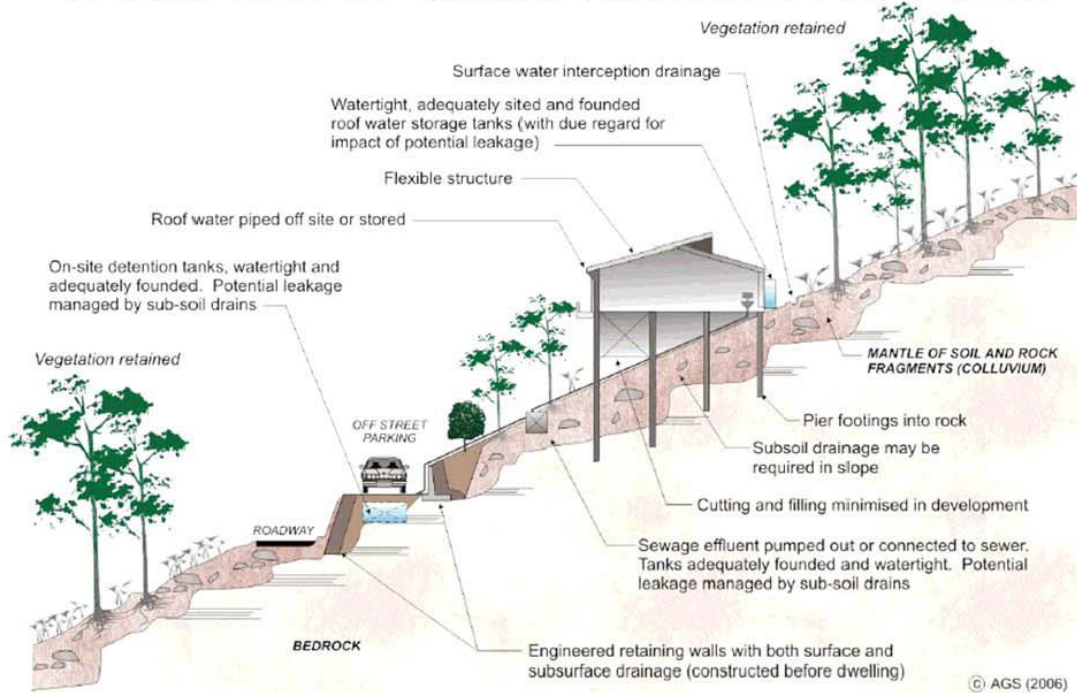 Vegetation retained
Surface water interception drainage
Watertight, adequately sited and founded
roof water storage tanks (with due regard for
impact of potential leakage)
Flexible structure
Roof water piped off site or stored
On-site detention tanks, watertight and
adequately founded. Potential leakage
managed by sub-soil drains
Vegetation retained
MANTLE OF SOIL AND ROCK
FRAGMENTS (COLLUVIUM)
Pier footings into rock
OFF STREET
PARKING
Subsoil drainage may be
required in slope
Cutting and filling minimised in development
ROADWAY
Sewage effluent pumped out or connected to sewer.
Tanks adequately founded and watertight. Potential
leakage managed by sub-soil drains
BEDROCK
Engineered retaining walls with both surface and
subsurface drainage (constructed before dwelling)
© AGS (2006)